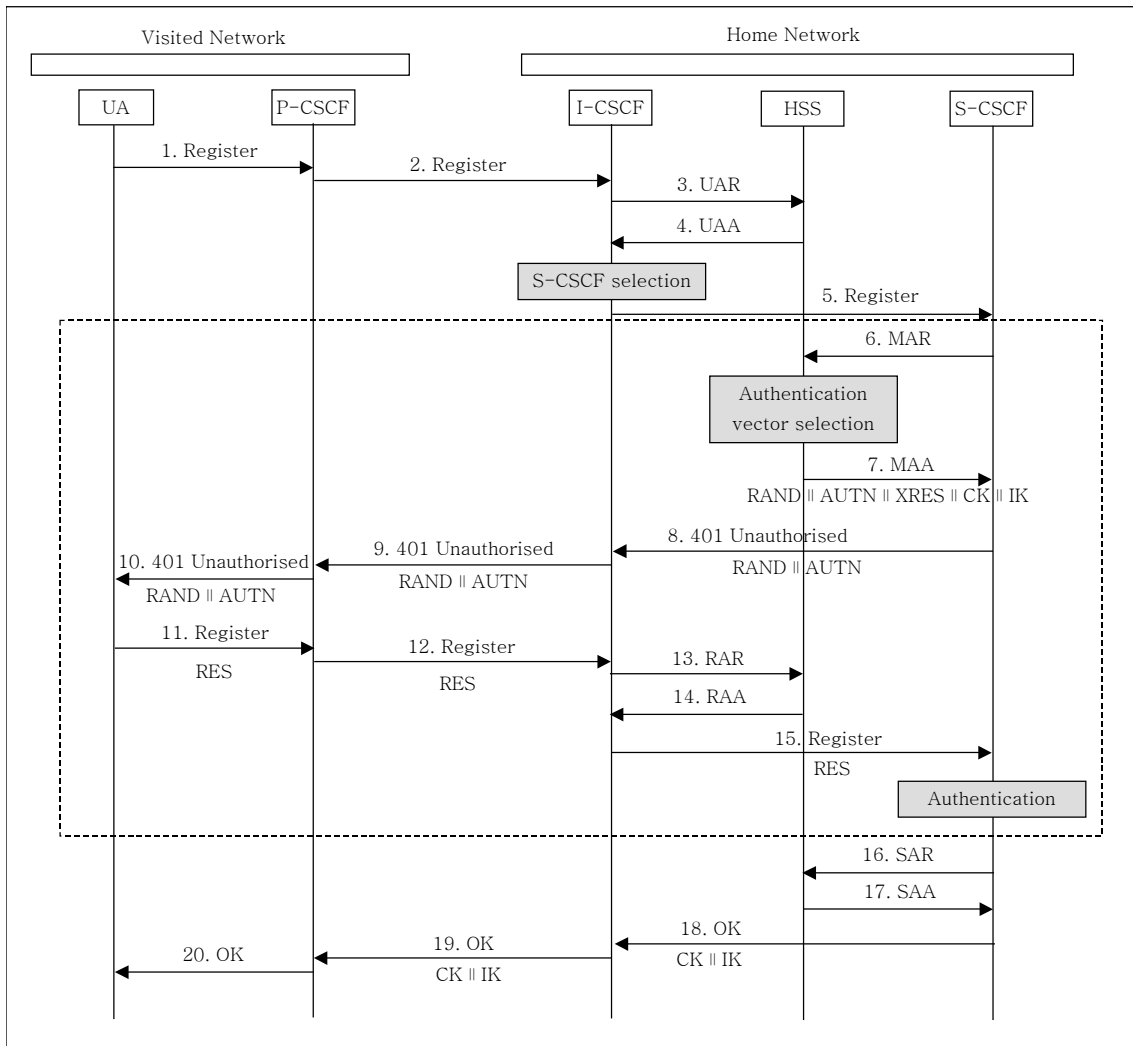 Visited Network
Home Network
UA
P-CSCF
I-CSCF
HSS
S-CSCF
1. Register
2. Register
3. UAR
4. UAA
S-CSCF selection
5. Register
6. MAR
Authentication
vector selection
7. MAA
RAND || AUTN || XRES || CK || IK
8. 401 Unauthorised
RAND || AUTN
9. 401 Unauthorised
RAND || AUTN
10. 401 Unauthorised
RAND || AUTN
11. Register
RES
12. Register
RES
13. RAR
14. RAA
15. Register
RES
Authentication
16. SAR
17. SAA
18. OK
CK || IK
19. OK
CK || IK
20. OK